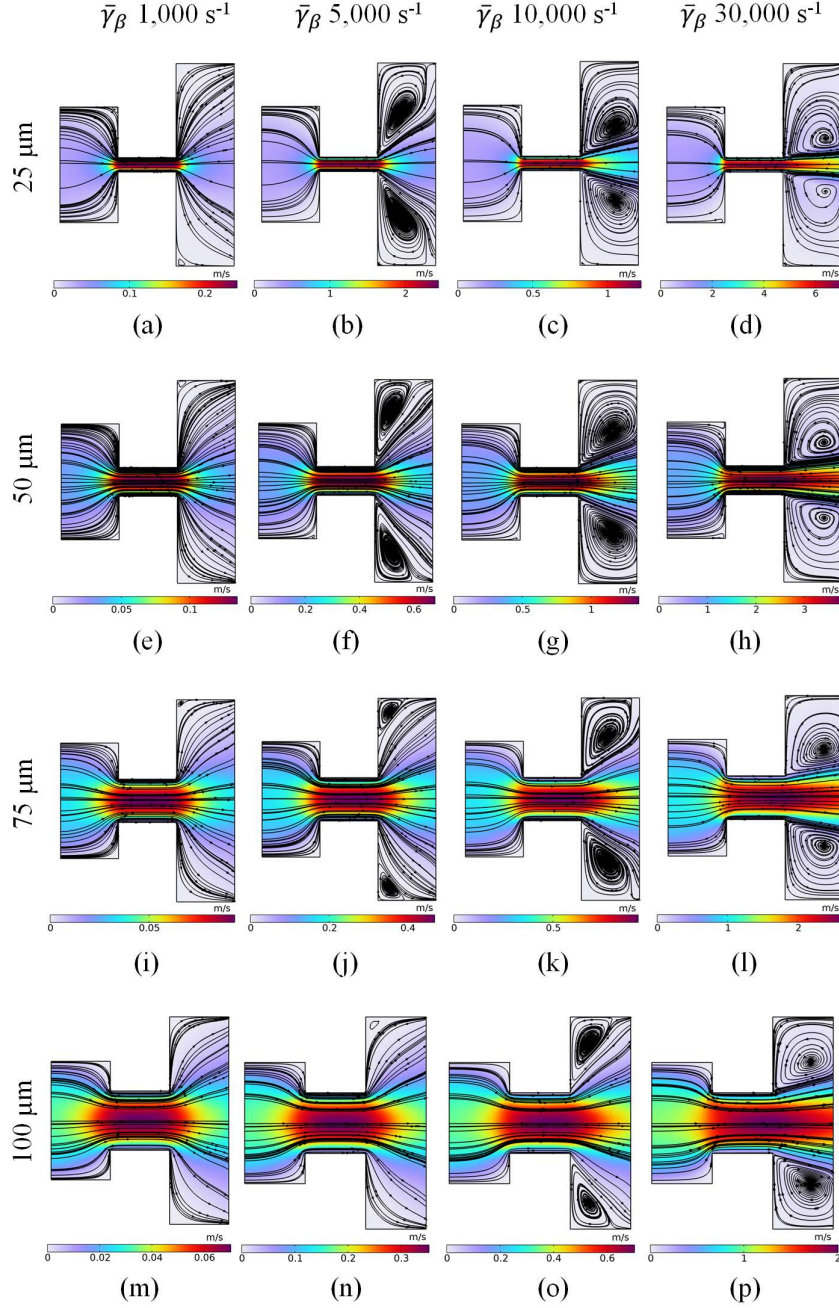 γ̄β 1,000 s⁻¹ γ̄β 5,000 s⁻¹ γ̄β 10,000 s⁻¹ γ̄β 30,000 s⁻¹
25 μm
m/s m/s m/s m/s
0 0.1 0.2 0 1 2 0 0.5 1 0 2 4 6
(a) (b) (c) (d)
50 μm
m/s m/s m/s m/s
0 0.05 0.1 0 0.2 0.4 0.6 0 0.5 1 0 1 2 3
(e) (f) (g) (h)
75 μm
m/s m/s m/s m/s
0 0.05 0 0.2 0.4 0 0.5 0 1 2
(i) (j) (k) (l)
100 μm
m/s m/s m/s m/s
0 0.02 0.04 0.06 0 0.1 0.2 0.3 0 0.2 0.4 0.6 0 1 2
(m) (n) (o) (p)